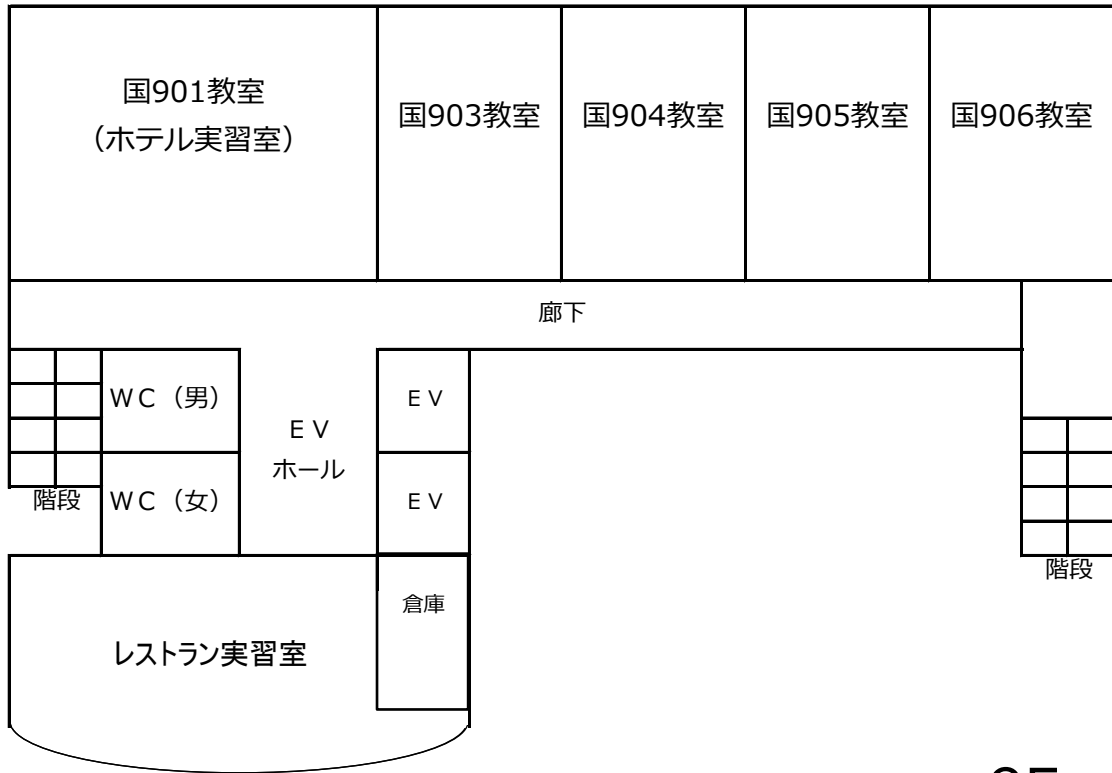 国901教室
（ホテル実習室）
国903教室
国904教室
国905教室
国906教室
廊下
ＷＣ（男）
ＥＶ
ホール
ＥＶ
階段
ＷＣ（女）
ＥＶ
階段
倉庫
レストラン実習室